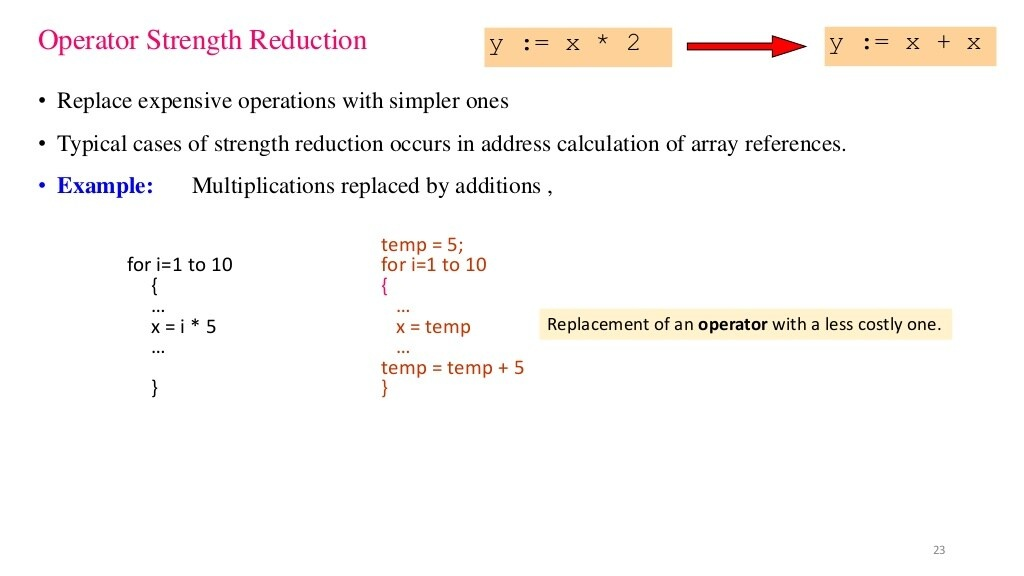 Operator Strength Reduction
y := x * 2
y := x + x
• Replace expensive operations with simpler ones
• Typical cases of strength reduction occurs in address calculation of array references.
• Example: Multiplications replaced by additions ,
for i=1 to 10
{
...
x = i * 5
...
}
temp = 5;
for i=1 to 10
{
...
x = temp
...
temp = temp + 5
}
Replacement of an operator with a less costly one.
23